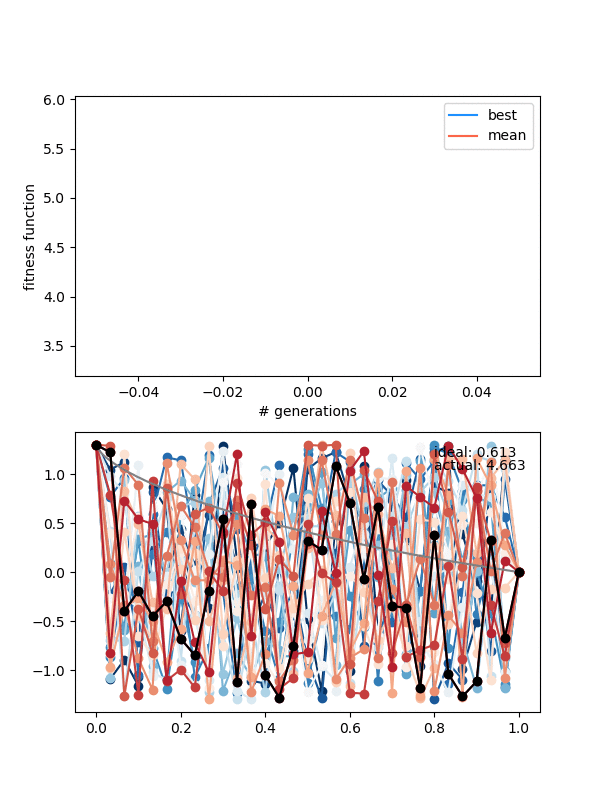 6.0
5.5
5.0
4.5
4.0
3.5
fitness function
best
mean
−0.04 −0.02 0.00 0.02 0.04
# generations
1.0
0.5
0.0
−0.5
−1.0
ideal: 0.613
actual: 4.663
0.0 0.2 0.4 0.6 0.8 1.0